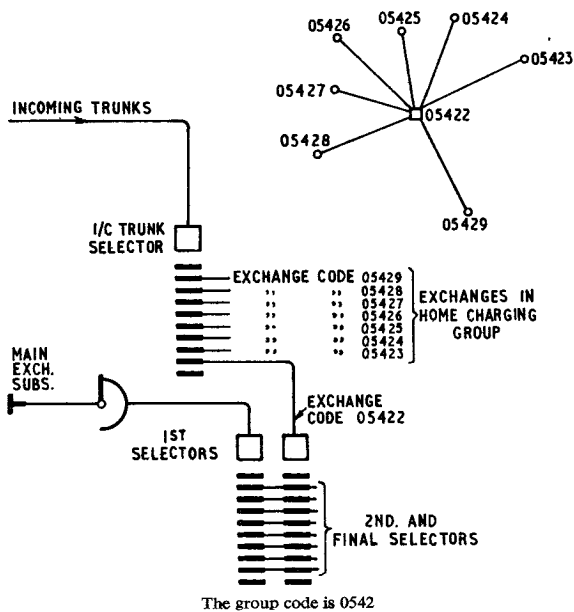 05426
05425
05424
05423
05427
05422
05428
05429
INCOMING TRUNKS
I/C TRUNK
SELECTOR
EXCHANGE CODE 05429
" " 05428
" " 05427
" " 05426
" " 05425
" " 05424
" " 05423
EXCHANGES IN
HOME CHARGING
GROUP
MAIN
EXCH.
SUBS.
EXCHANGE
CODE 05422
1ST
SELECTORS
2ND. AND
FINAL SELECTORS
The group code is 0542